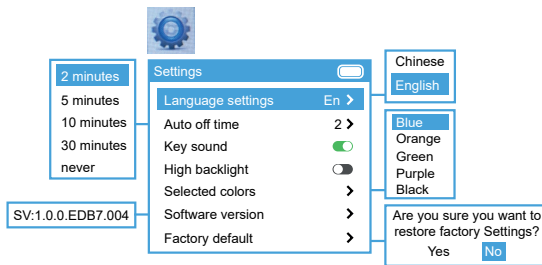 2 minutes
5 minutes
10 minutes
30 minutes
never
SV:1.0.0.EDB7.004
Settings
Language settings En >
Auto off time 2 >
Key sound
High backlight
Selected colors >
Software version >
Factory default >
Chinese
English
Blue
Orange
Green
Purple
Black
Are you sure you want to
restore factory Settings?
Yes No